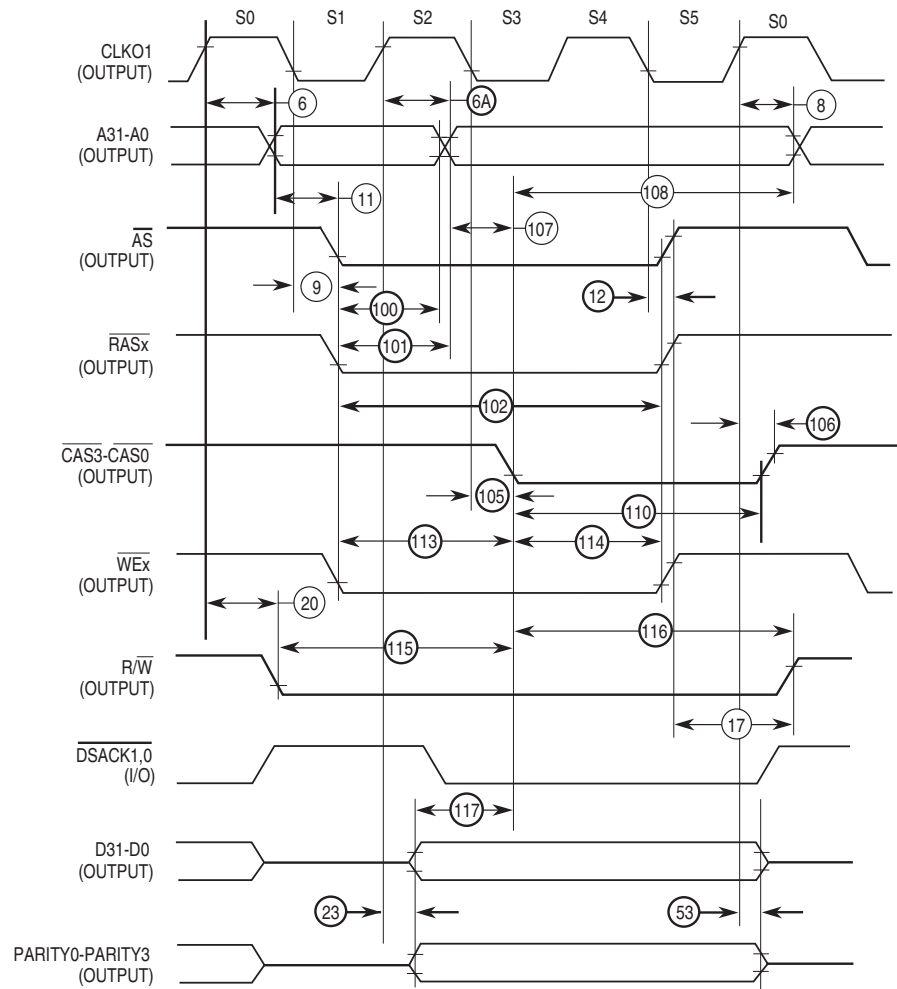 S0 S1 S2 S3 S4 S5 S0
CLKO1
(OUTPUT)
6 6A 8
A31-A0
(OUTPUT)
11 108
107
AS
(OUTPUT)
9 12
100
101
RASx
(OUTPUT)
102
106
CAS3-CAS0
(OUTPUT)
105
110
113 114
WEx
(OUTPUT)
20
116
115
R/W
(OUTPUT)
17
DSACK1,0
(I/O)
117
D31-D0
(OUTPUT)
23 53
PARITY0-PARITY3
(OUTPUT)